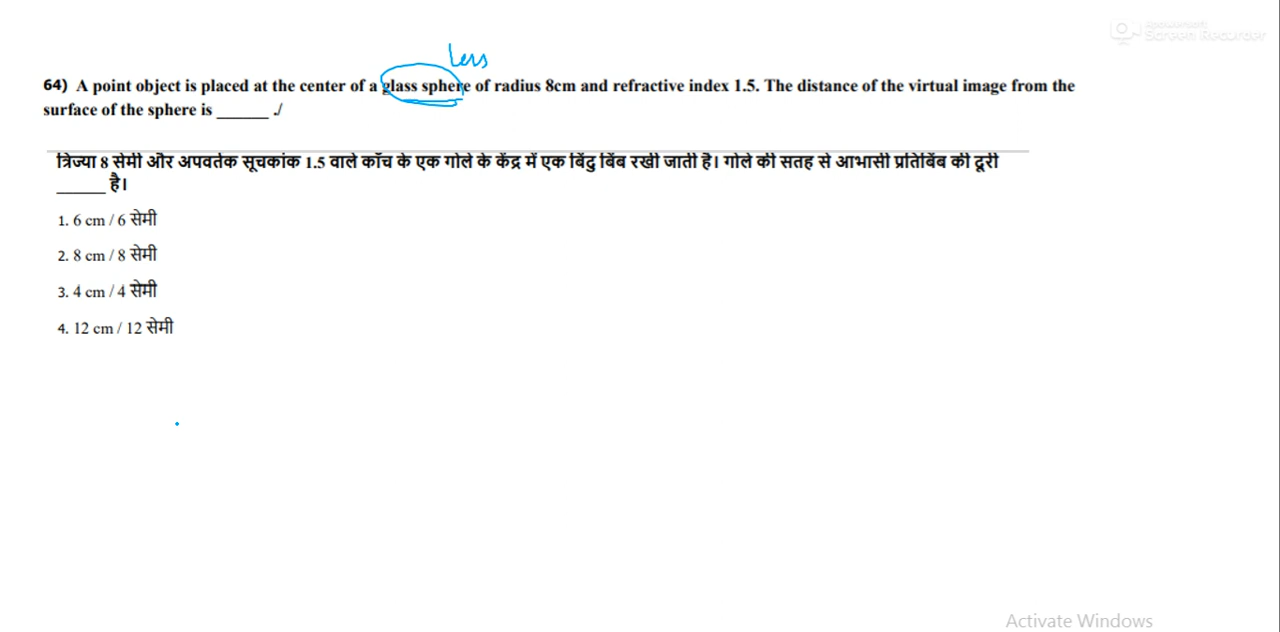 Screen Recorder
Lens
64) A point object is placed at the center of a glass sphere of radius 8cm and refractive index 1.5. The distance of the virtual image from the
surface of the sphere is ______ ./
त्रिज्या 8 सेमी और अपवर्तक सूचकांक 1.5 वाले काँच के एक गोले के केंद्र में एक बिंदु बिंब रखी जाती है। गोले की सतह से आभासी प्रतिबिंब की दूरी
______ है।
1. 6 cm / 6 सेमी
2. 8 cm / 8 सेमी
3. 4 cm / 4 सेमी
4. 12 cm / 12 सेमी
Activate Windows